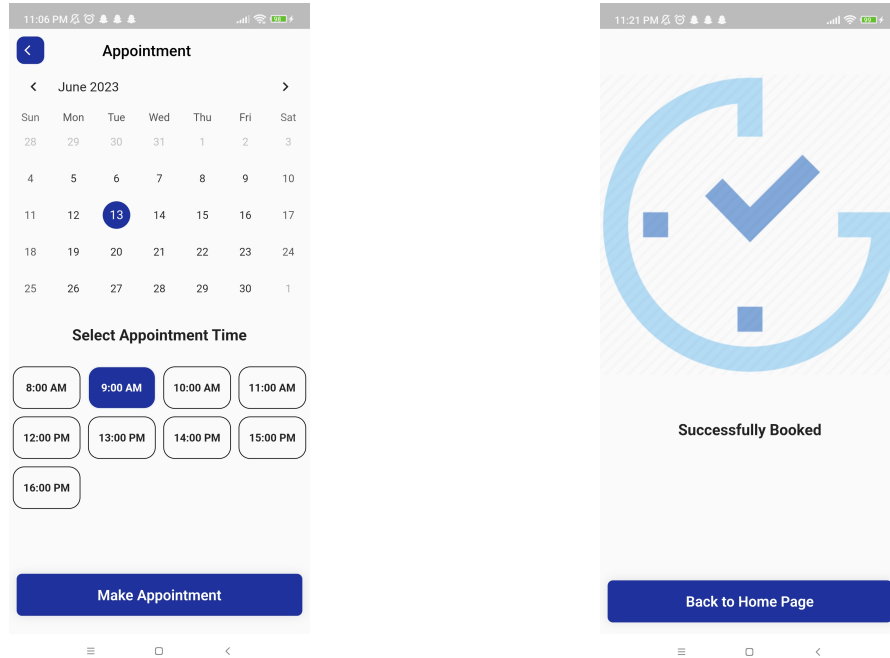 11:06 PM
98
Appointment
June 2023
Sun Mon Tue Wed Thu Fri Sat
28 29 30 31 1 2 3
4 5 6 7 8 9 10
11 12 13 14 15 16 17
18 19 20 21 22 23 24
25 26 27 28 29 30 1
Select Appointment Time
8:00 AM 9:00 AM 10:00 AM 11:00 AM
12:00 PM 13:00 PM 14:00 PM 15:00 PM
16:00 PM
Make Appointment
11:21 PM
99
Successfully Booked
Back to Home Page